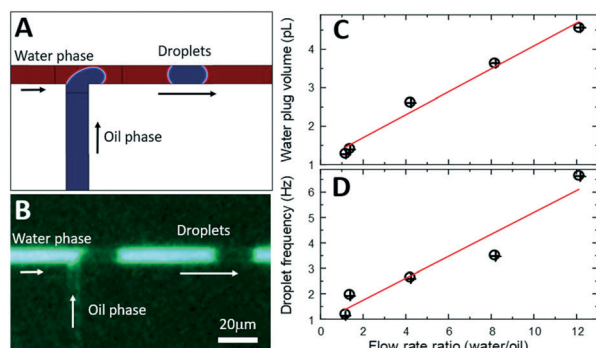 A
Water phase
Droplets
Oil phase
B
Water phase
Droplets
Oil phase
20μm
C
Water plug volume (pL)
4
3
2
1
D
Droplet frequency (Hz)
6
5
4
3
2
1
0 2 4 6 8 10 12 14
Flow rate ratio (water/oil)